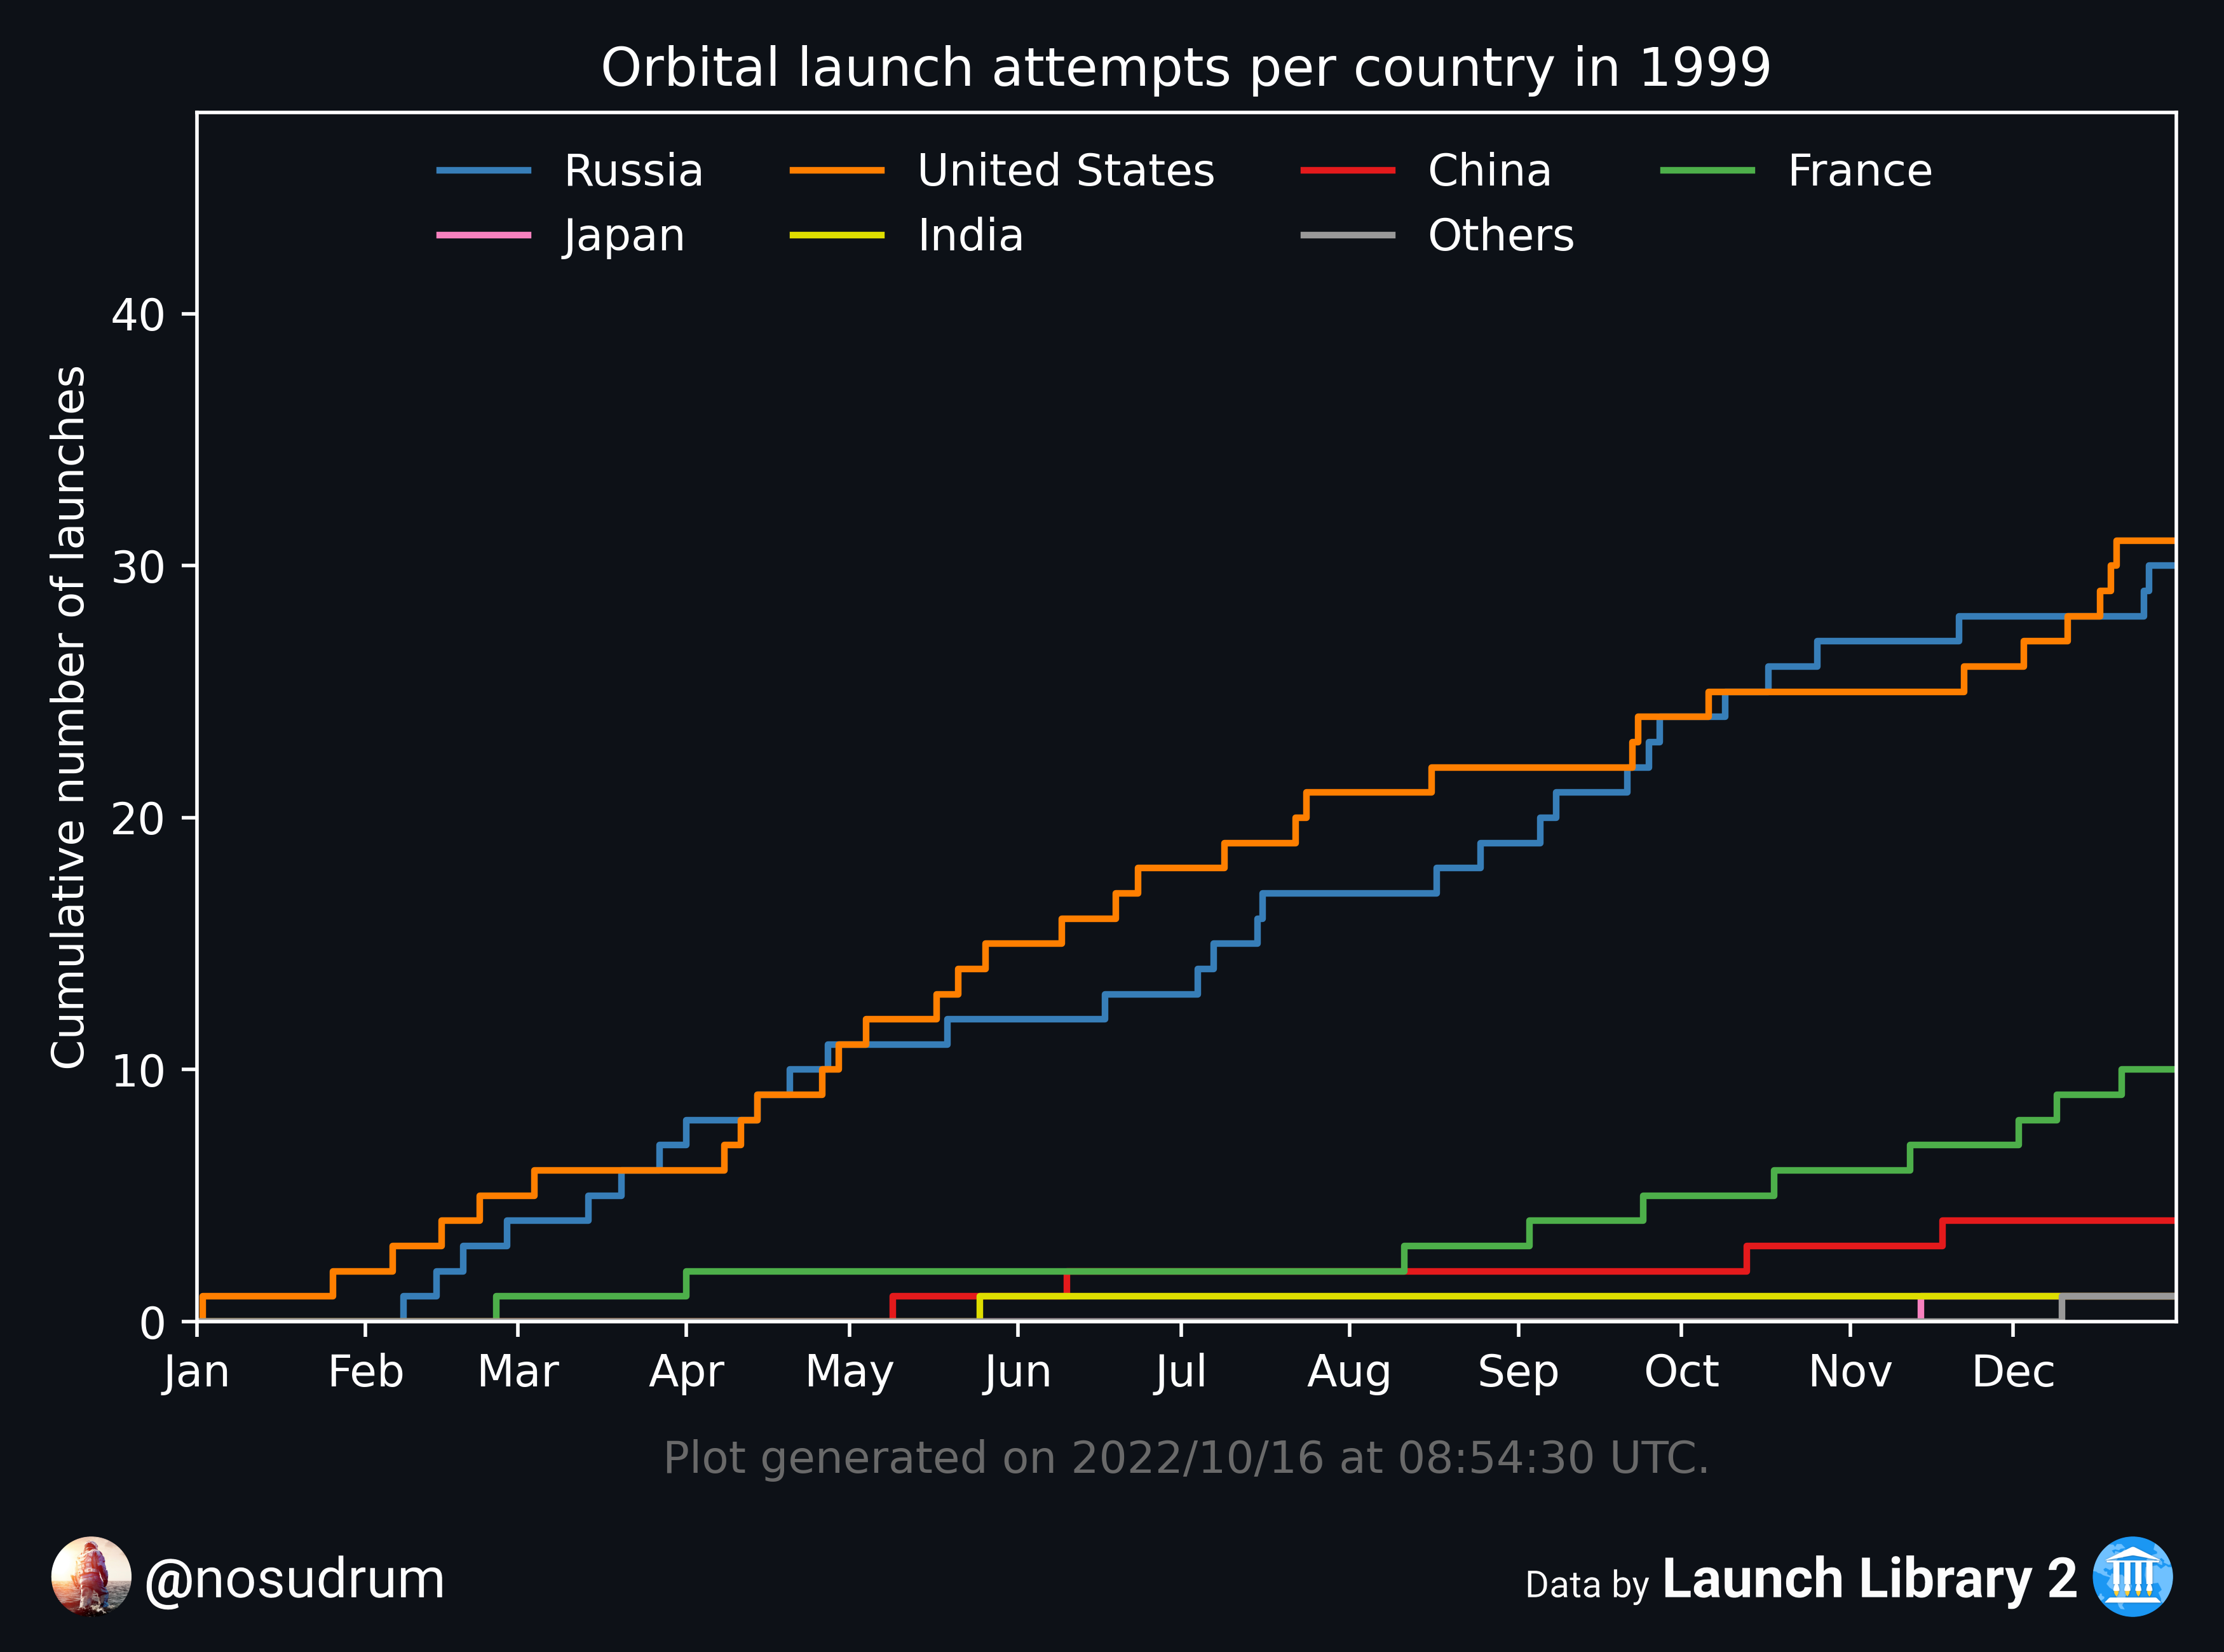 Orbital launch attempts per country in 1999
Russia United States China France
Japan India Others
Cumulative number of launches
40
30
20
10
0
Jan Feb Mar Apr May Jun Jul Aug Sep Oct Nov Dec
Plot generated on 2022/10/16 at 08:54:30 UTC.
@nosudrum
Data by Launch Library 2